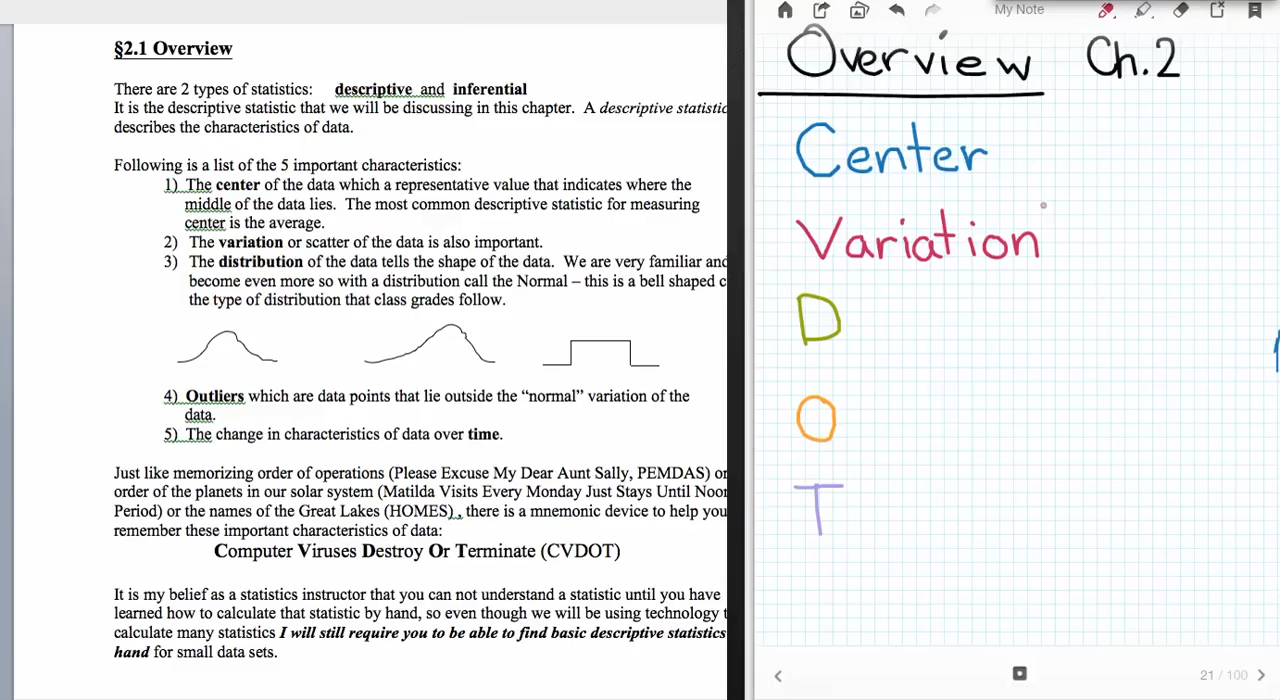 §2.1 Overview
There are 2 types of statistics: descriptive and inferential
It is the descriptive statistic that we will be discussing in this chapter. A descriptive statistic
describes the characteristics of data.
Following is a list of the 5 important characteristics:
1) The center of the data which a representative value that indicates where the
middle of the data lies. The most common descriptive statistic for measuring
center is the average.
2) The variation or scatter of the data is also important.
3) The distribution of the data tells the shape of the data. We are very familiar and
become even more so with a distribution call the Normal – this is a bell shaped c
the type of distribution that class grades follow.
4) Outliers which are data points that lie outside the “normal” variation of the
data.
5) The change in characteristics of data over time.
Just like memorizing order of operations (Please Excuse My Dear Aunt Sally, PEMDAS) or
order of the planets in our solar system (Matilda Visits Every Monday Just Stays Until Noon
Period) or the names of the Great Lakes (HOMES) , there is a mnemonic device to help you
remember these important characteristics of data:
Computer Viruses Destroy Or Terminate (CVDOT)
It is my belief as a statistics instructor that you can not understand a statistic until you have
learned how to calculate that statistic by hand, so even though we will be using technology t
calculate many statistics I will still require you to be able to find basic descriptive statistics
hand for small data sets.
My Note
Overview Ch.2
Center
Variation
D
O
T
21 / 100